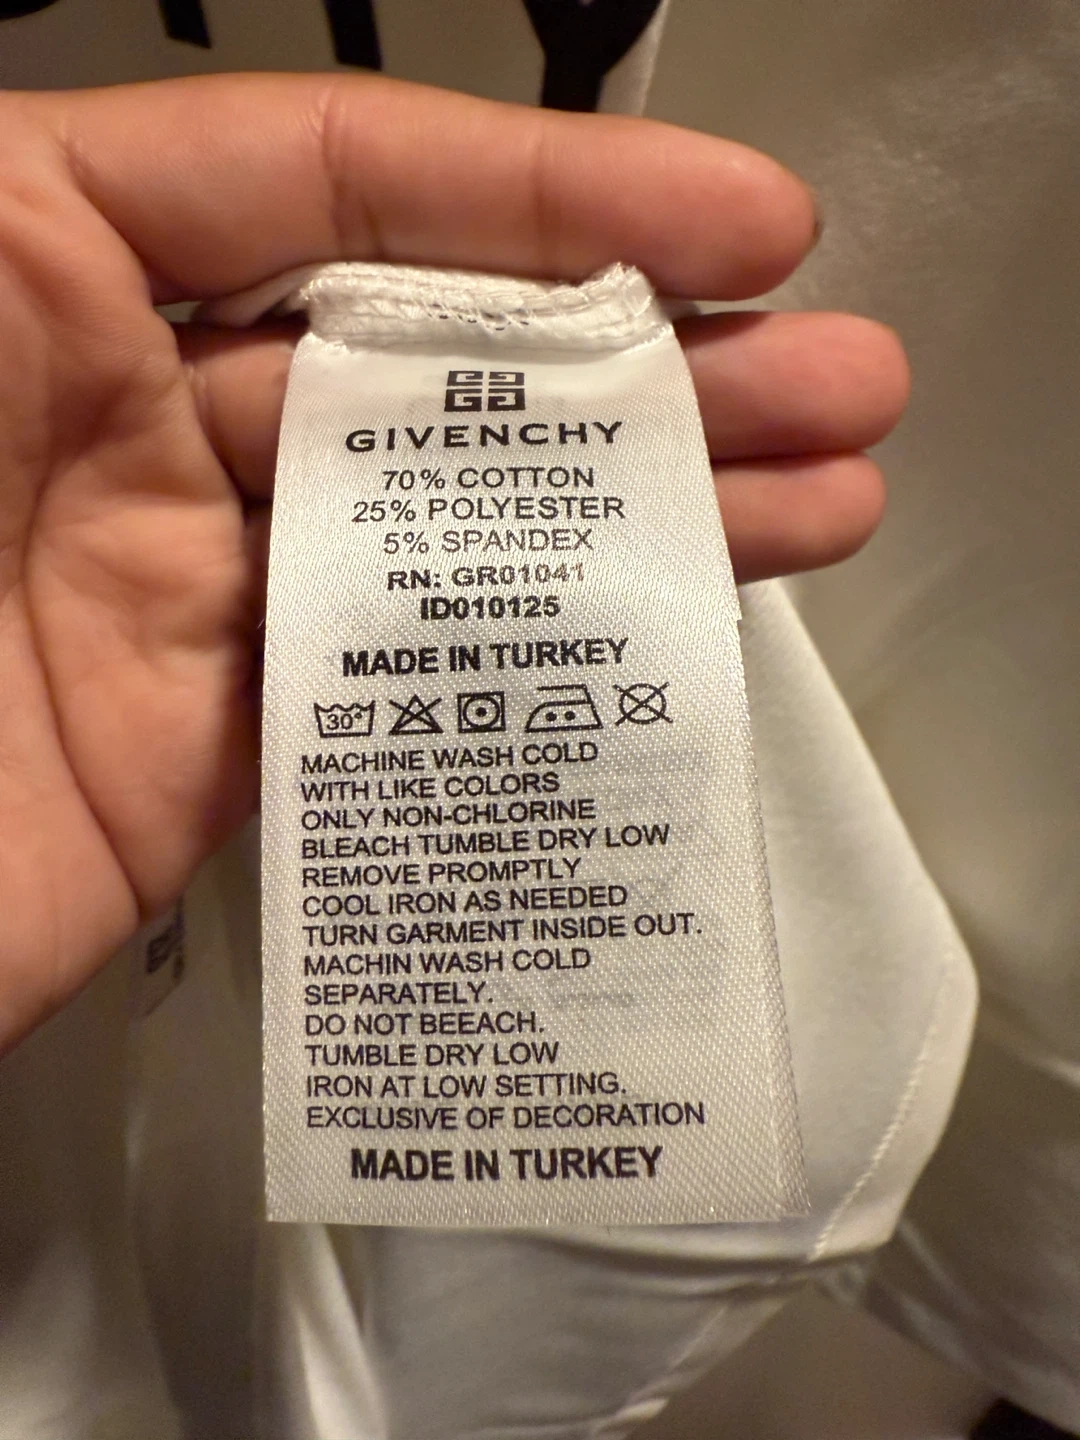 GIVENCHY
70% COTTON
25% POLYESTER
5% SPANDEX
RN: GR01041
ID010125
MADE IN TURKEY
30°
MACHINE WASH COLD
WITH LIKE COLORS
ONLY NON-CHLORINE
BLEACH TUMBLE DRY LOW
REMOVE PROMPTLY
COOL IRON AS NEEDED
TURN GARMENT INSIDE OUT.
MACHIN WASH COLD
SEPARATELY.
DO NOT BEEACH.
TUMBLE DRY LOW
IRON AT LOW SETTING.
EXCLUSIVE OF DECORATION
MADE IN TURKEY